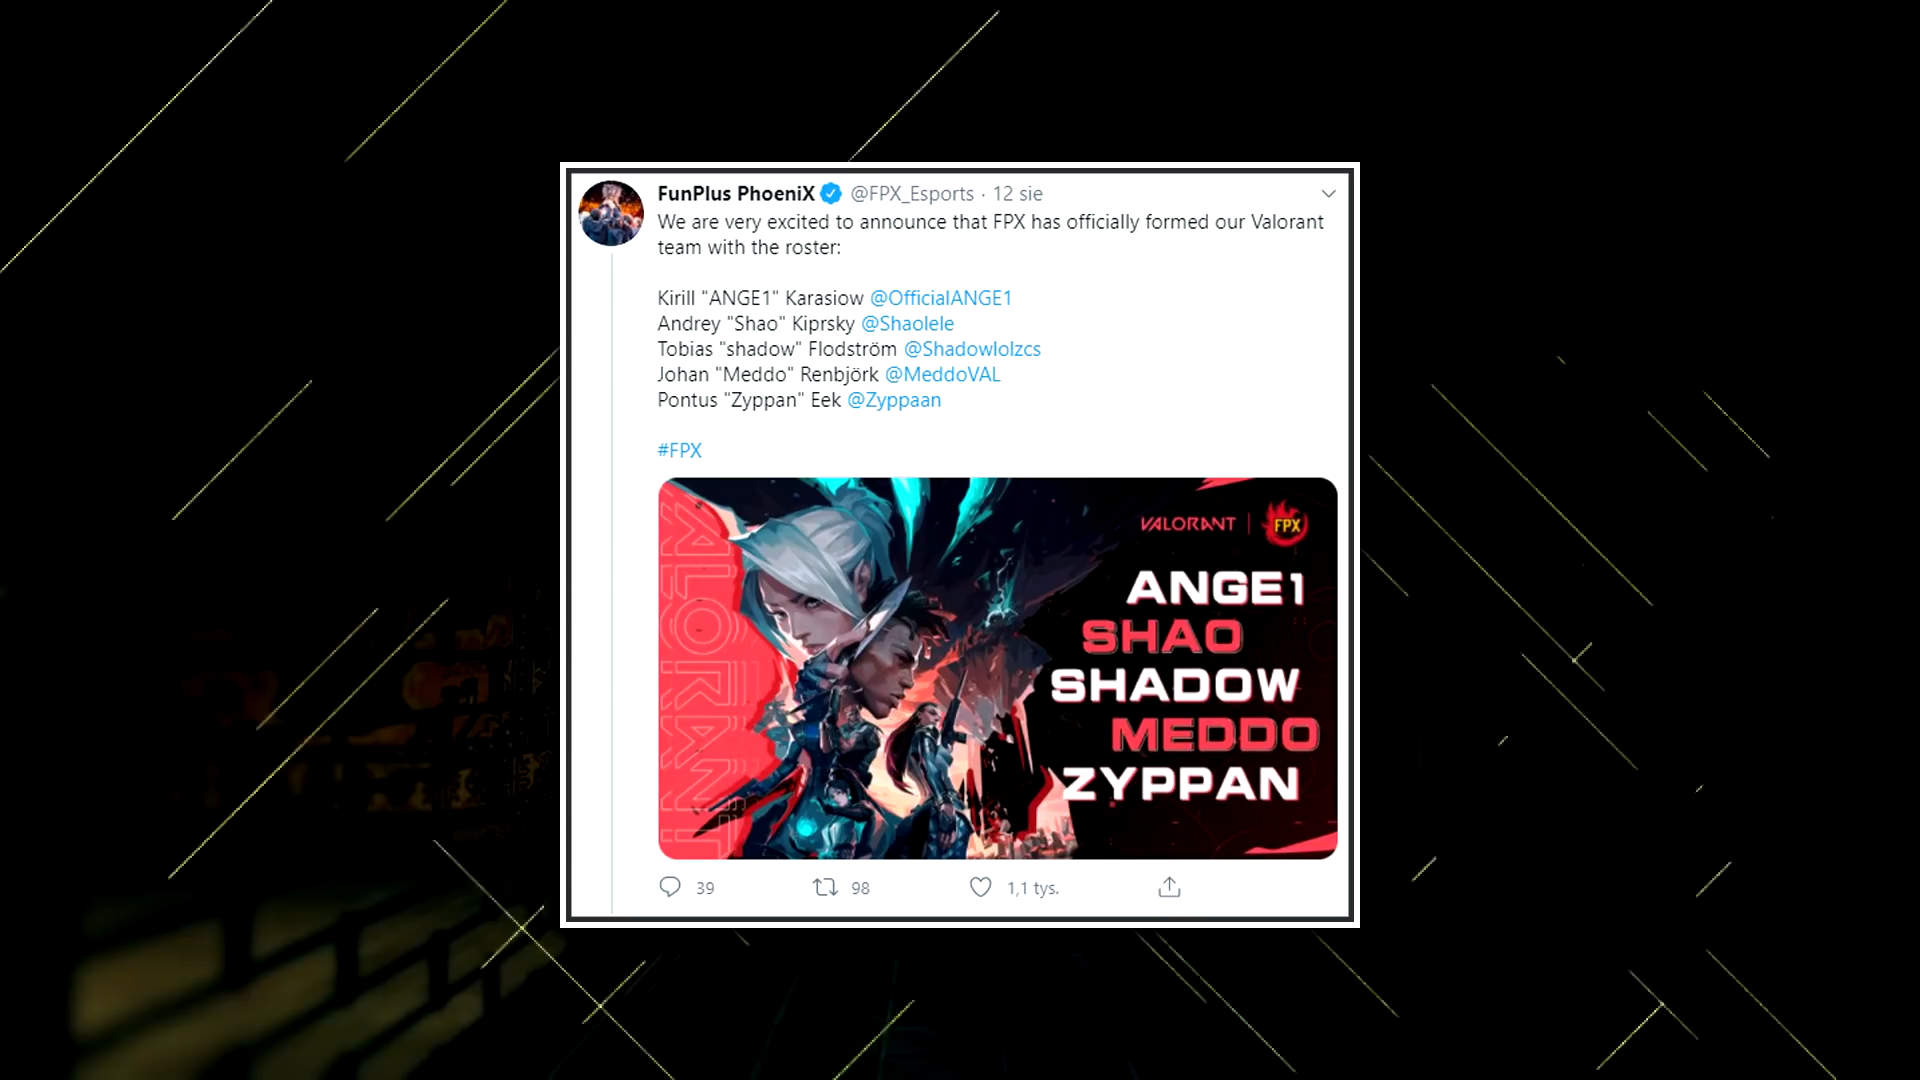 FunPlus PhoeniX @FPX_Esports · 12 sie
We are very excited to announce that FPX has officially formed our Valorant
team with the roster:
Kirill "ANGE1" Karasiow @OfficialANGE1
Andrey "Shao" Kiprsky @Shaolele
Tobias "shadow" Flodström @Shadowlolzcs
Johan "Meddo" Renbjörk @MeddoVAL
Pontus "Zyppan" Eek @Zyppaan
#FPX
VALORANT
VALORANT | FPX
ANGE1
SHAO
SHADOW
MEDDO
ZYPPAN
39 98 1,1 tys.